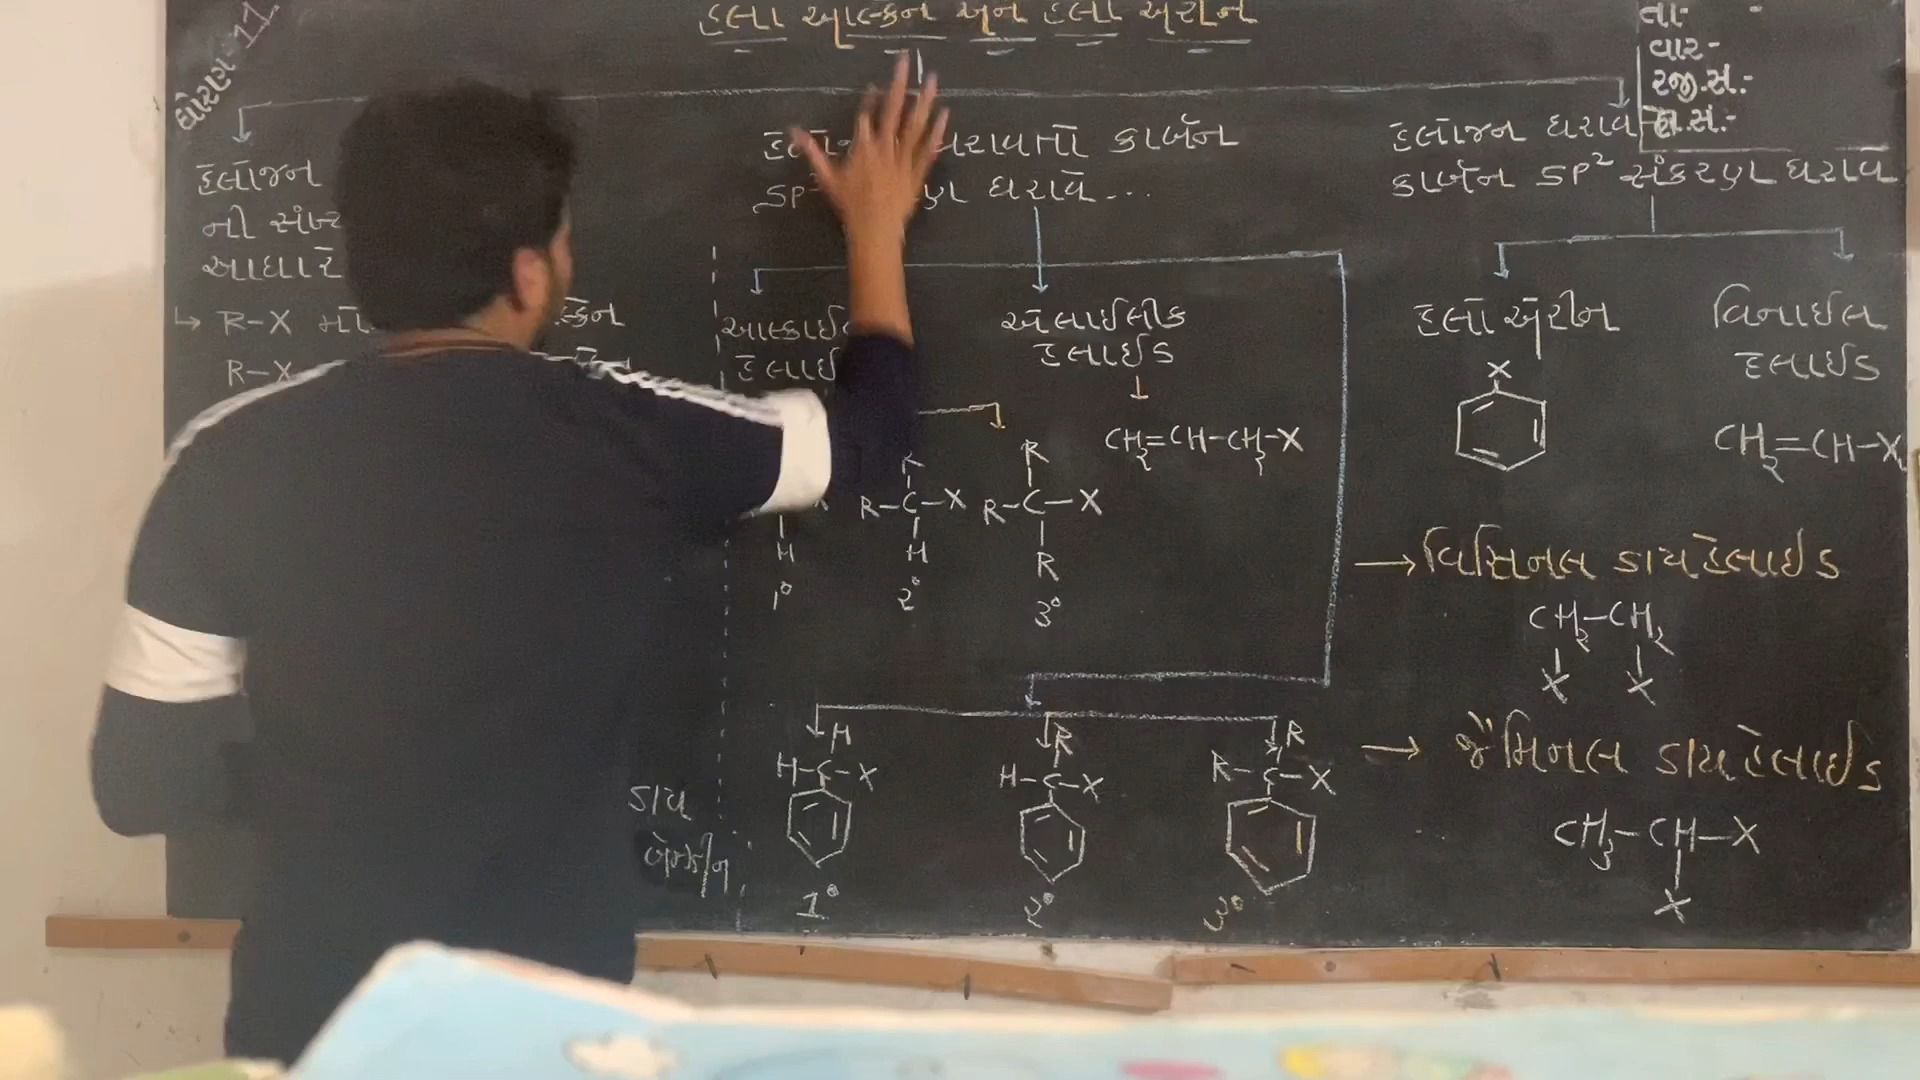 હેલો આલ્કેન અને હેલો એરીન
ધોરણ-11
તા-
વાર-
રજી.સં.-
હા.સં.-
હેલોજન
ની સંખ્ય
આધારે
R-X મો
R-X
ધરાવતો કાર્બન
SP² ધરાવે...
આલ્કાઈલ
એલાઈલીક
હેલાઈડ
CH₂=CH-CH₂-X
R-C-X
R
H
1°
2°
R
R-C-X
R
3°
હેલોજન ધરાવ
કાર્બન SP² સંકરણ ધરાવે
હેલો એરીન
X
વિનાઈલ
હેલાઈડ
CH₂=CH-X
→ વિસિનલ ડાયહેલાઈડ
CH₂-CH₂
X X
→ જેમિનલ ડાયહેલાઈડ
CH₃-CH-X
X
ડાય
બેન્ઝીન
H
H-C-X
1°
R
H-C-X
2°
R
R-C-X
3°